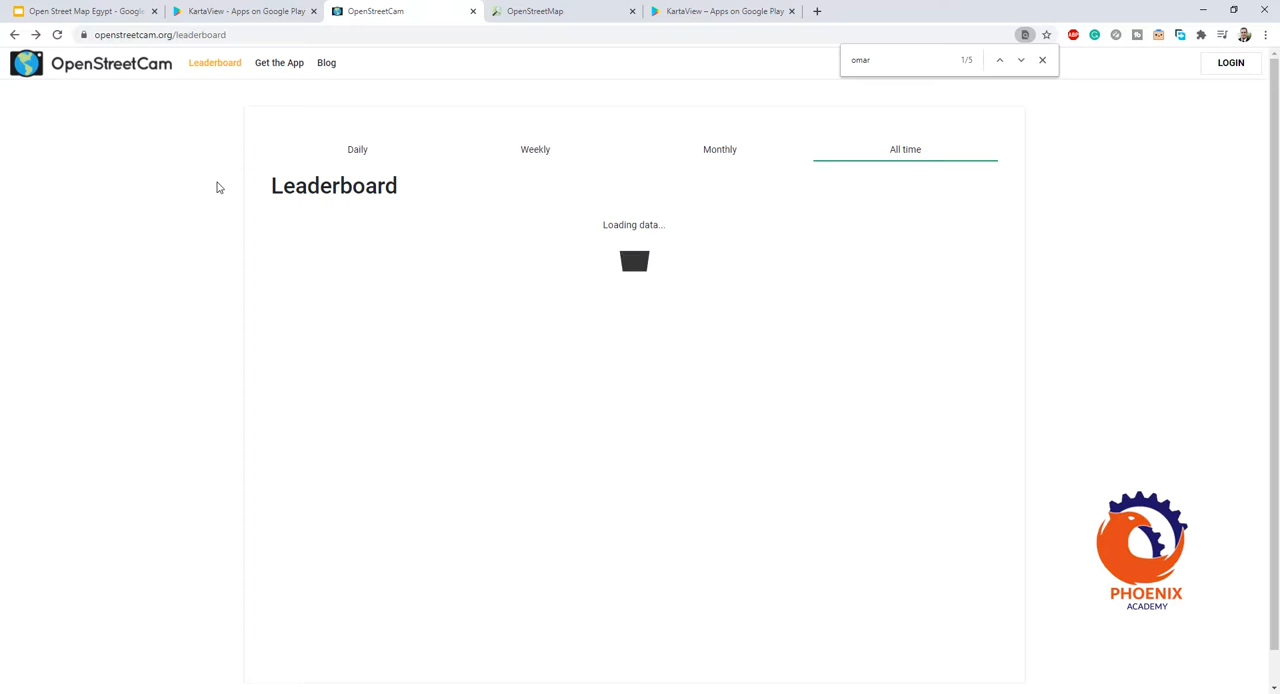 Open Street Map Egypt - Google
KartaView - Apps on Google Play
OpenStreetCam
OpenStreetMap
KartaView – Apps on Google Play
openstreetcam.org/leaderboard
omar
1/5
OpenStreetCam
Leaderboard
Get the App
Blog
LOGIN
Daily
Weekly
Monthly
All time
Leaderboard
Loading data...
PHOENIX
ACADEMY